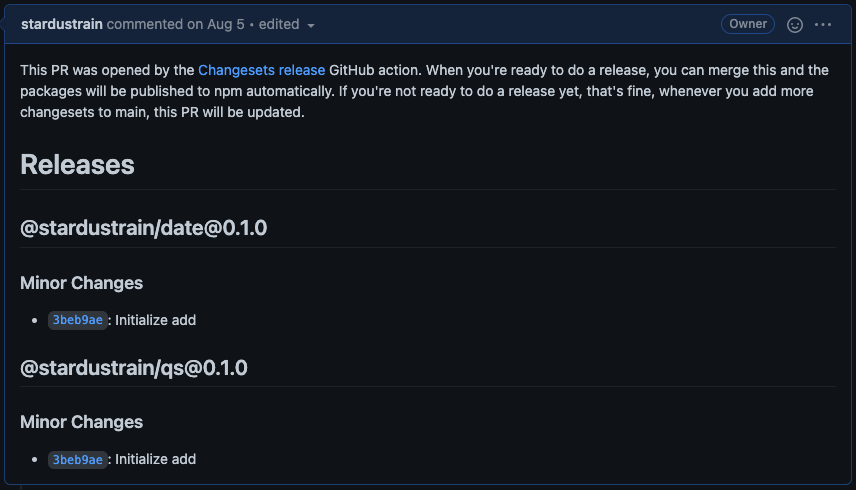 stardustrain commented on Aug 5 • edited
Owner
This PR was opened by the Changesets release GitHub action. When you're ready to do a release, you can merge this and the
packages will be published to npm automatically. If you're not ready to do a release yet, that's fine, whenever you add more
changesets to main, this PR will be updated.
Releases
@stardustrain/date@0.1.0
Minor Changes
• 3beb9ae: Initialize add
@stardustrain/qs@0.1.0
Minor Changes
• 3beb9ae: Initialize add